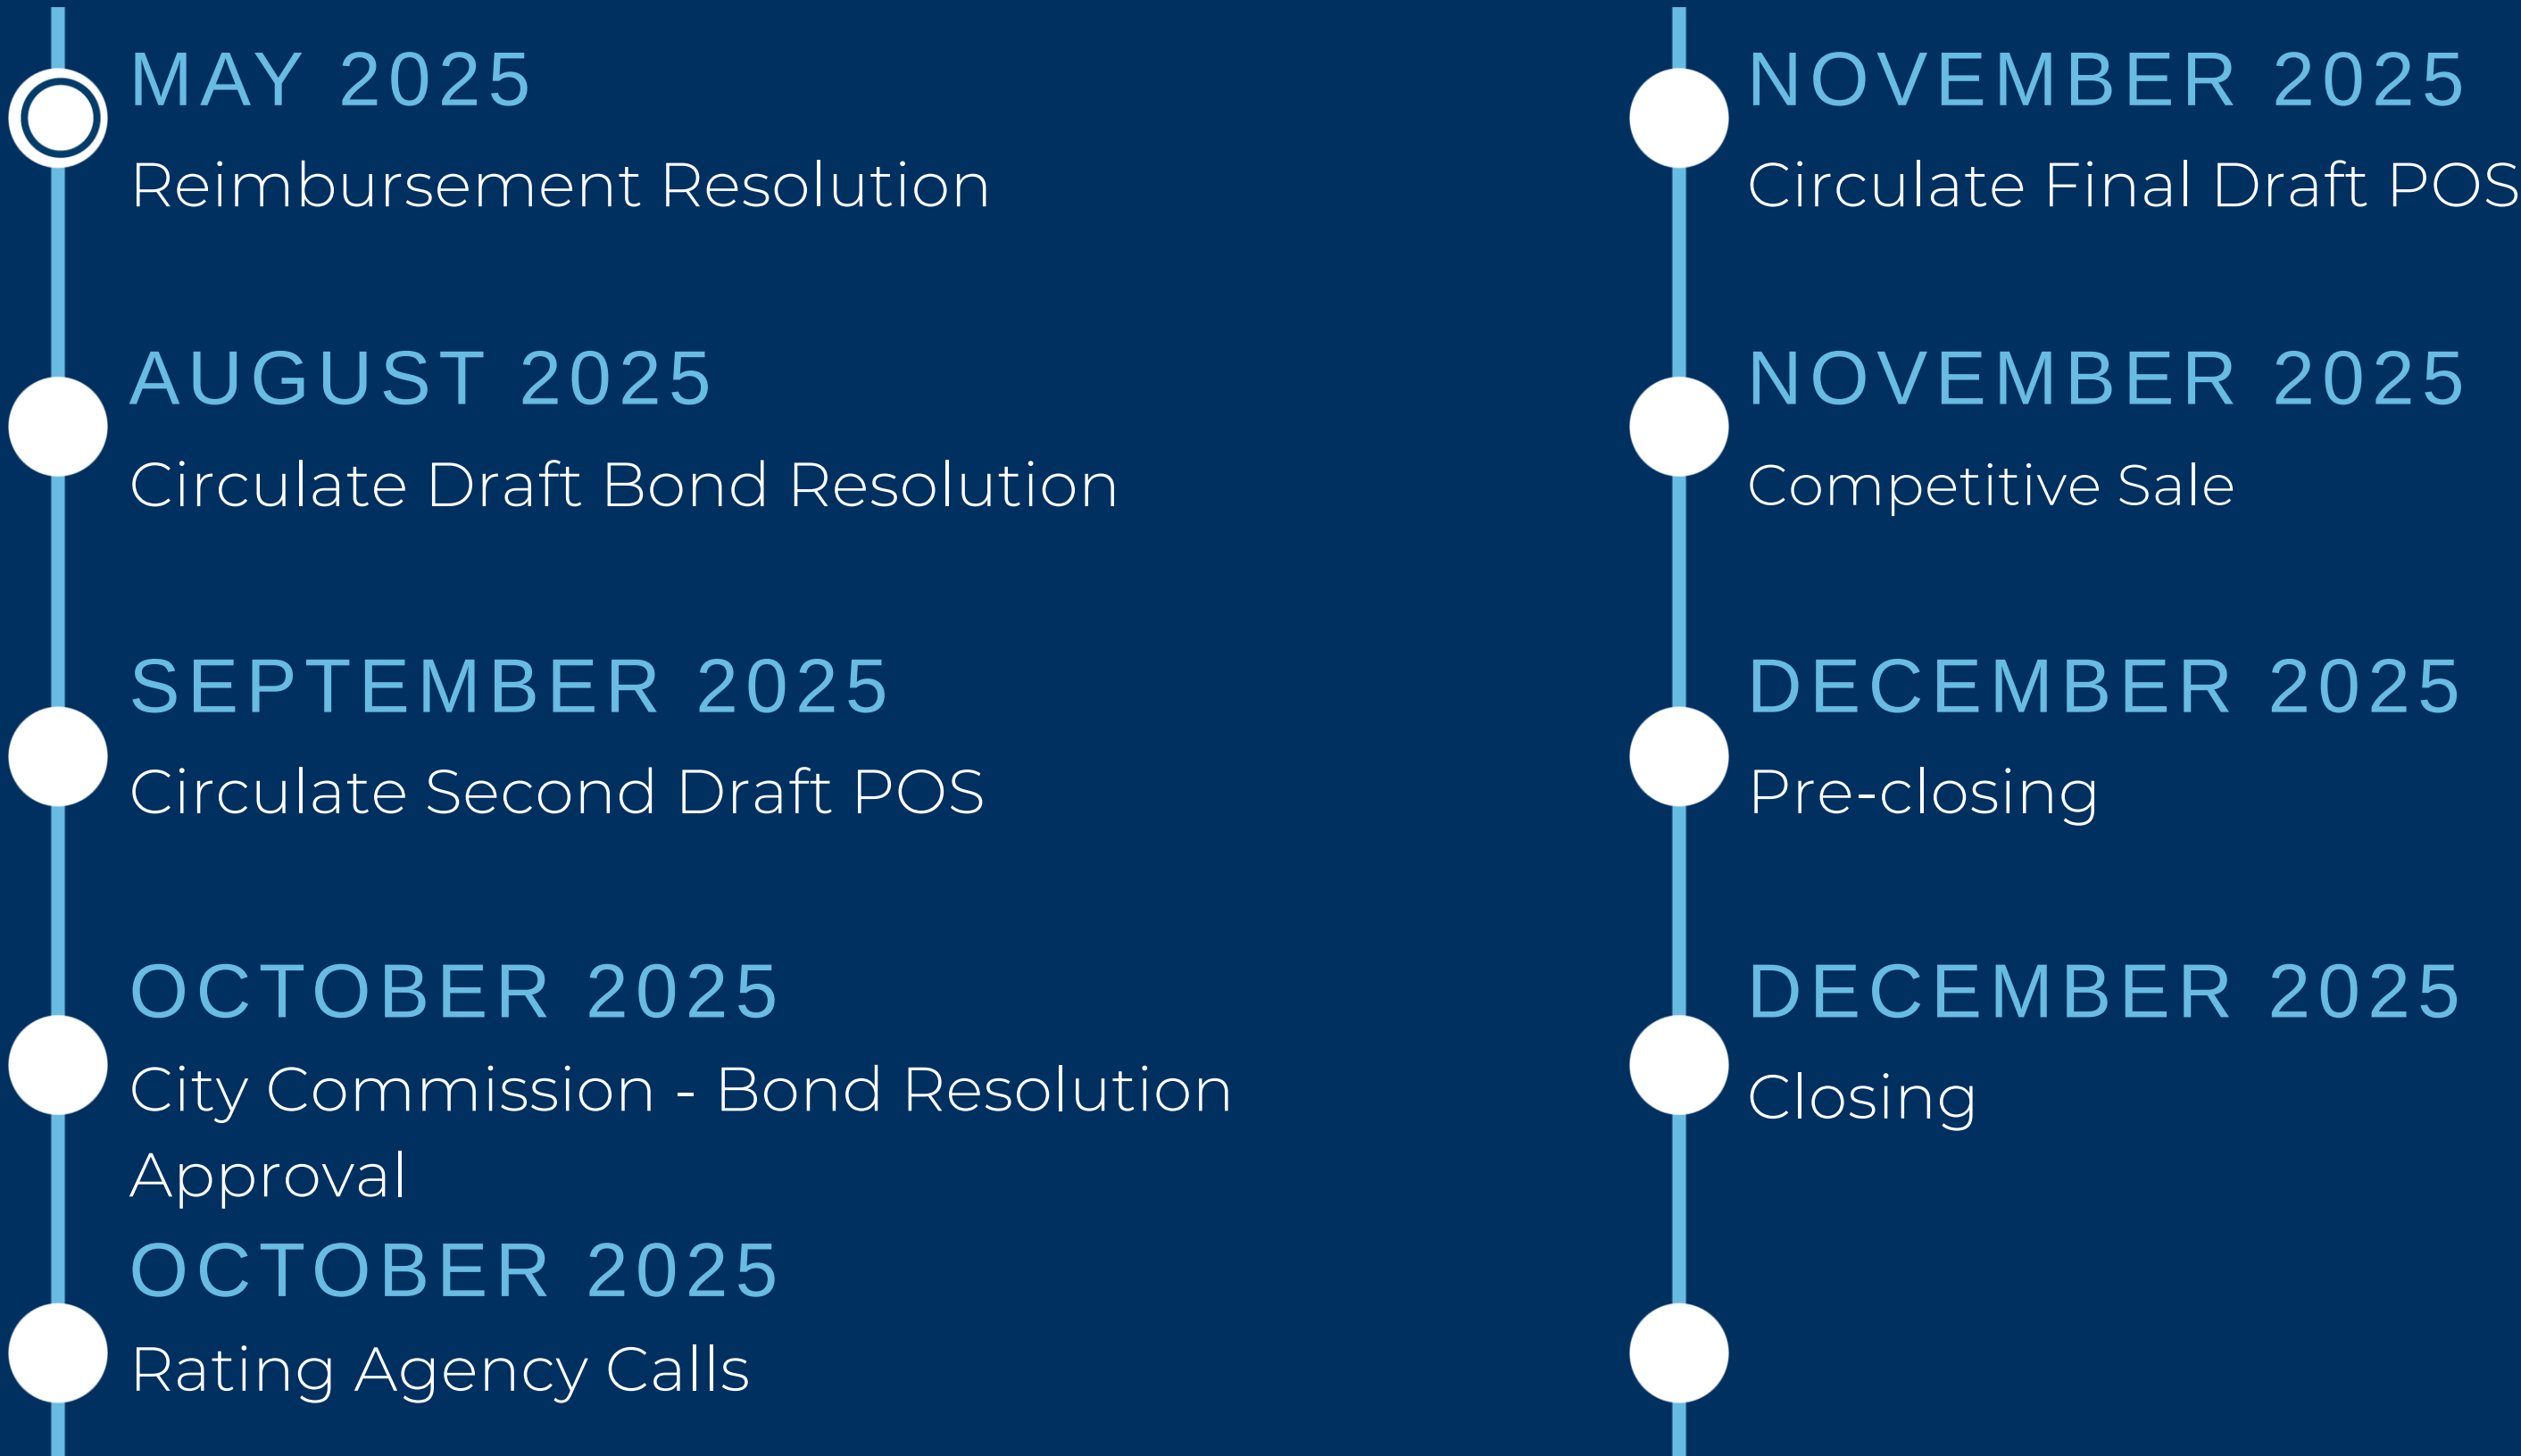 MAY 2025
Reimbursement Resolution
AUGUST 2025
Circulate Draft Bond Resolution
SEPTEMBER 2025
Circulate Second Draft POS
OCTOBER 2025
City Commission - Bond Resolution
Approval
OCTOBER 2025
Rating Agency Calls
NOVEMBER 2025
Circulate Final Draft POS
NOVEMBER 2025
Competitive Sale
DECEMBER 2025
Pre-closing
DECEMBER 2025
Closing